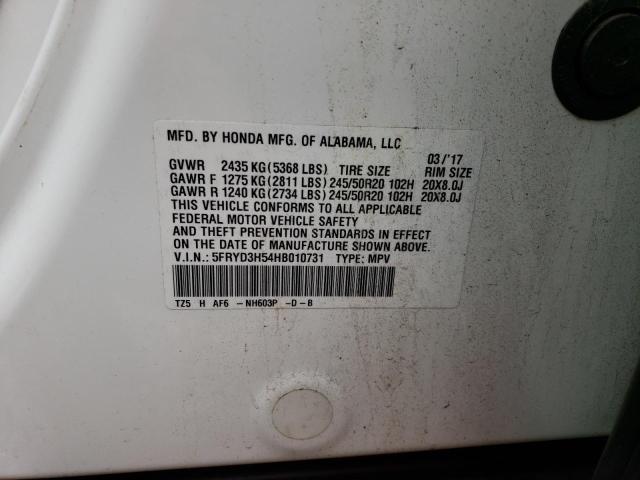 MFD. BY HONDA MFG. OF ALABAMA, LLC 03/'17
GVWR 2435 KG(5368 LBS) TIRE SIZE RIM SIZE
GAWR F 1275 KG(2811 LBS)245/50R20 102H 20X8.0J
GAWR R 1240 KG(2734 LBS)245/50R20 102H 20X8.0J
THIS VEHICLE CONFORMS TO ALL APPLICABLE
FEDERAL MOTOR VEHICLE SAFETY
AND THEFT PREVENTION STANDARDS IN EFFECT
ON THE DATE OF MANUFACTURE SHOWN ABOVE.
V.I.N.: 5FRYD3H54HB010731 TYPE: MPV
TZ5 H AF6 -NH603P -D-B